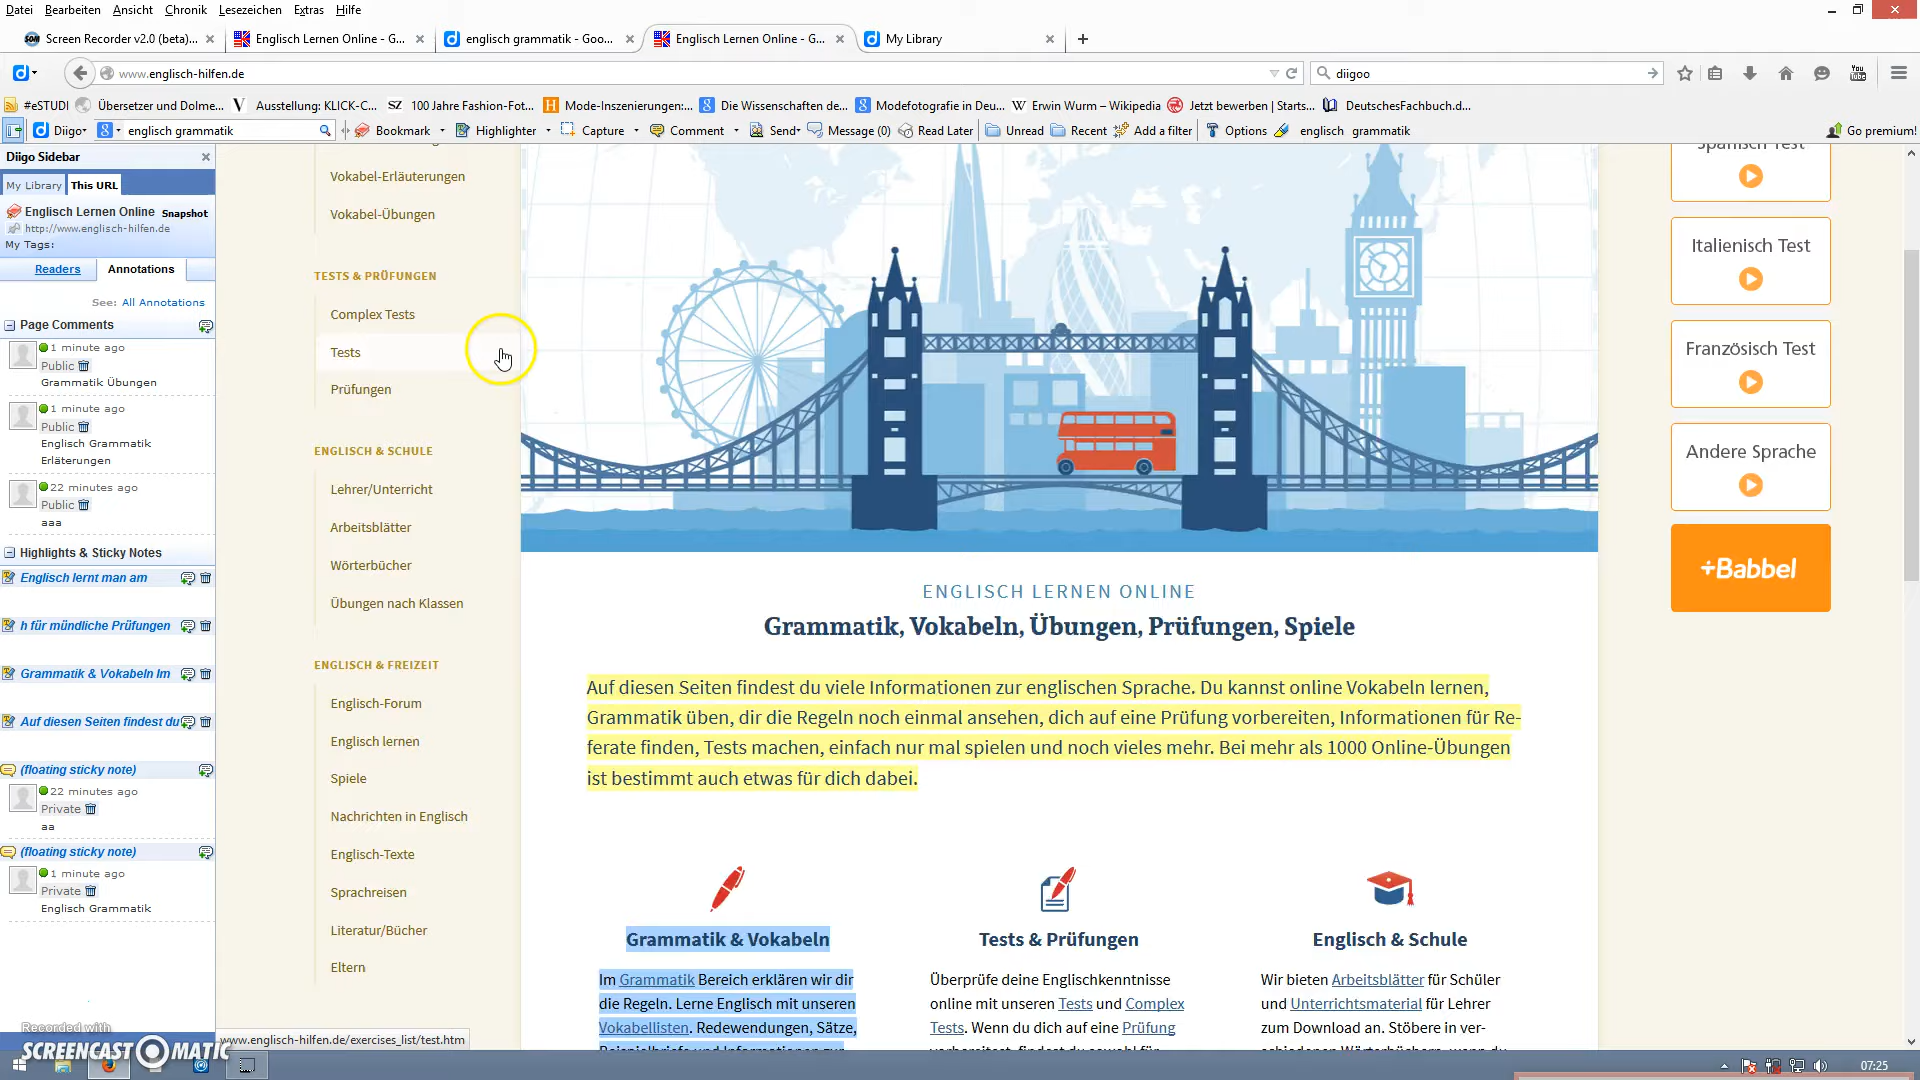 Datei Bearbeiten Ansicht Chronik Lesezeichen Extras Hilfe
Screen Recorder v2.0 (beta)... Englisch Lernen Online - G... englisch grammatik - Goo... Englisch Lernen Online - G... My Library
www.englisch-hilfen.de diigoo
#eSTUDI Übersetzer und Dolme... Ausstellung: KLICK-C... SZ 100 Jahre Fashion-Fot... H Mode-Inszenierungen:... Die Wissenschaften de... Modefotografie in Deu... W Erwin Wurm – Wikipedia Jetzt bewerben | Starts... DeutschesFachbuch.d...
Diigo englisch grammatik Bookmark Highlighter Capture Comment Send Message (0) Read Later Unread Recent Add a filter Options englisch grammatik Go premium!
Diigo Sidebar
My Library This URL
Englisch Lernen Online Snapshot
http://www.englisch-hilfen.de
My Tags:
Readers Annotations
See: All Annotations
Page Comments
1 minute ago
Public
Grammatik Übungen
1 minute ago
Public
Englisch Grammatik
Erläterungen
22 minutes ago
Public
aaa
Highlights & Sticky Notes
Englisch lernt man am
h für mündliche Prüfungen
Grammatik & Vokabeln Im
Auf diesen Seiten findest du
(floating sticky note)
22 minutes ago
Private
aa
(floating sticky note)
1 minute ago
Private
Englisch Grammatik
Vokabel-Erläuterungen
Vokabel-Übungen
TESTS & PRÜFUNGEN
Complex Tests
Tests
Prüfungen
ENGLISCH & SCHULE
Lehrer/Unterricht
Arbeitsblätter
Wörterbücher
Übungen nach Klassen
ENGLISCH & FREIZEIT
Englisch-Forum
Englisch lernen
Spiele
Nachrichten in Englisch
Englisch-Texte
Sprachreisen
Literatur/Bücher
Eltern
ENGLISCH LERNEN ONLINE
Grammatik, Vokabeln, Übungen, Prüfungen, Spiele
Auf diesen Seiten findest du viele Informationen zur englischen Sprache. Du kannst online Vokabeln lernen,
Grammatik üben, dir die Regeln noch einmal ansehen, dich auf eine Prüfung vorbereiten, Informationen für Re-
ferate finden, Tests machen, einfach nur mal spielen und noch vieles mehr. Bei mehr als 1000 Online-Übungen
ist bestimmt auch etwas für dich dabei.
Grammatik & Vokabeln
Im Grammatik Bereich erklären wir dir
die Regeln. Lerne Englisch mit unseren
Vokabellisten. Redewendungen, Sätze,
Tests & Prüfungen
Überprüfe deine Englischkenntnisse
online mit unseren Tests und Complex
Tests. Wenn du dich auf eine Prüfung
Englisch & Schule
Wir bieten Arbeitsblätter für Schüler
und Unterrichtsmaterial für Lehrer
zum Download an. Stöbere in ver-
Spanisch Test
Italienisch Test
Französisch Test
Andere Sprache
+Babbel
www.englisch-hilfen.de/exercises_list/test.htm
Recorded with
SCREENCAST MATIC
07:25